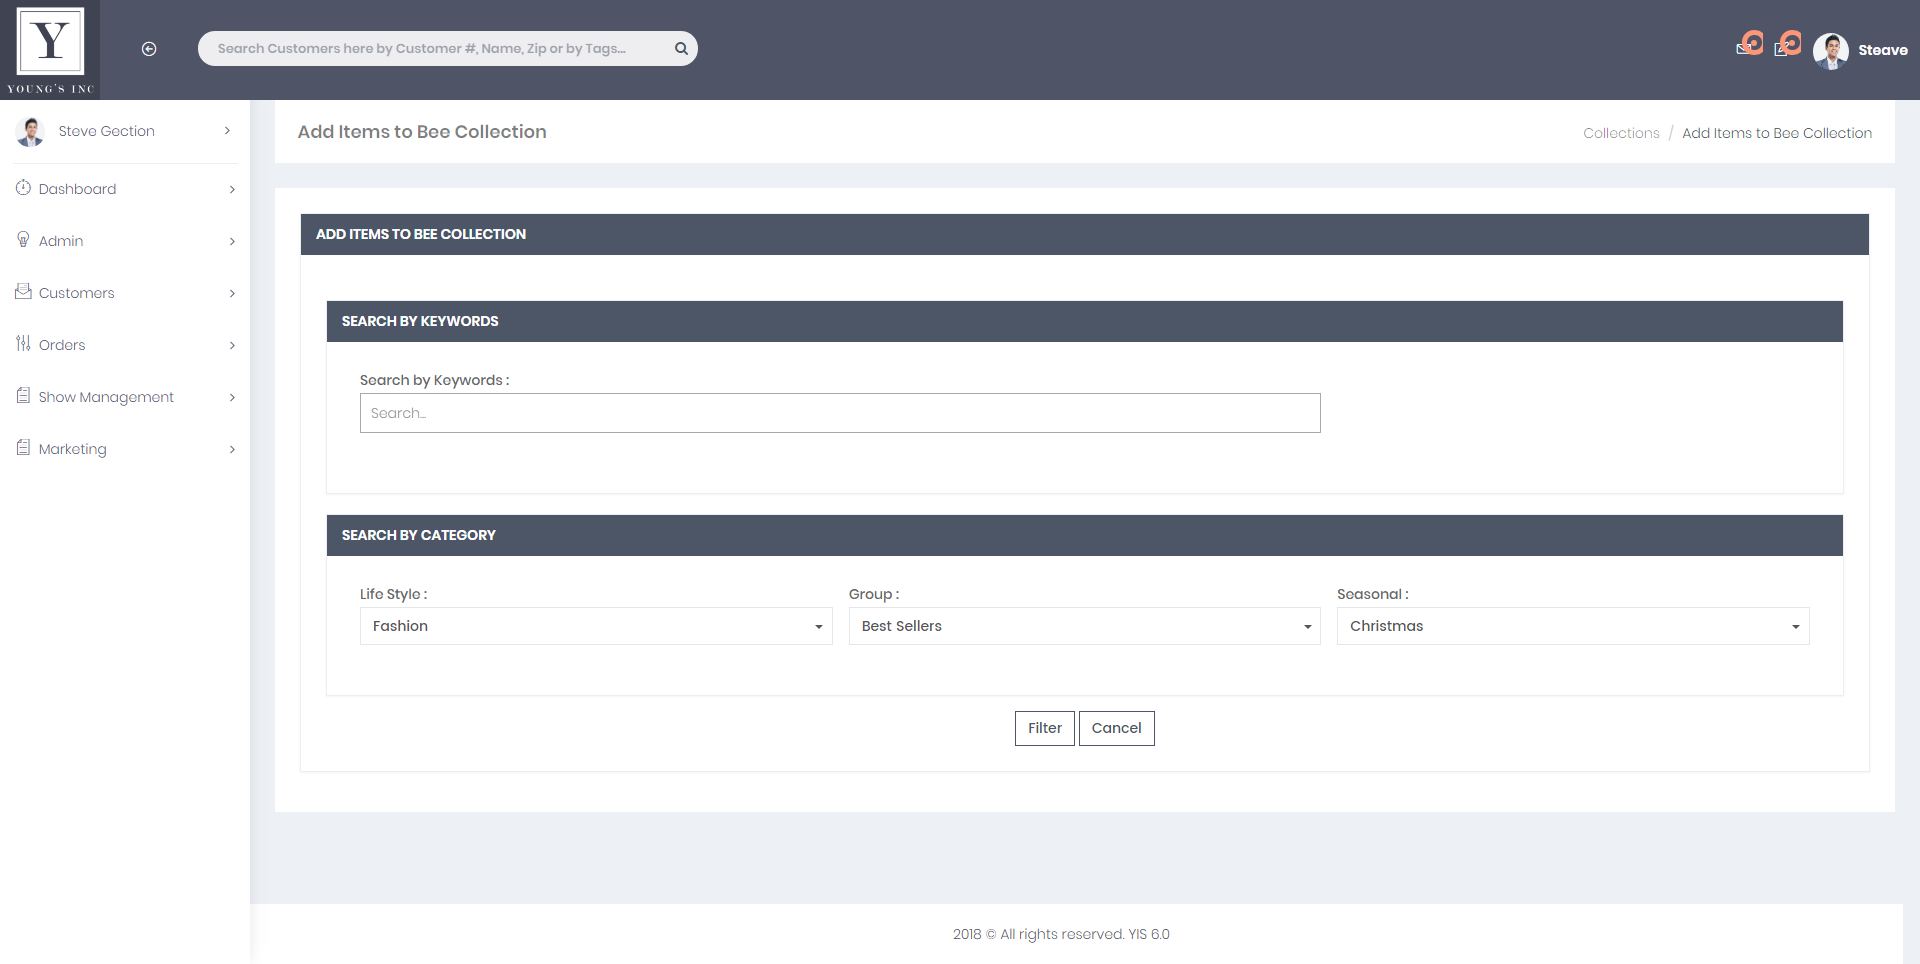 Y
YOUNG'S INC
Search Customers here by Customer #, Name, Zip or by Tags...
Steave
Steve Gection
Dashboard
Admin
Customers
Orders
Show Management
Marketing
Add Items to Bee Collection
Collections / Add Items to Bee Collection
ADD ITEMS TO BEE COLLECTION
SEARCH BY KEYWORDS
Search by Keywords :
Search...
SEARCH BY CATEGORY
Life Style : Group : Seasonal :
Fashion Best Sellers Christmas
Filter Cancel
2018 © All rights reserved. YIS 6.0